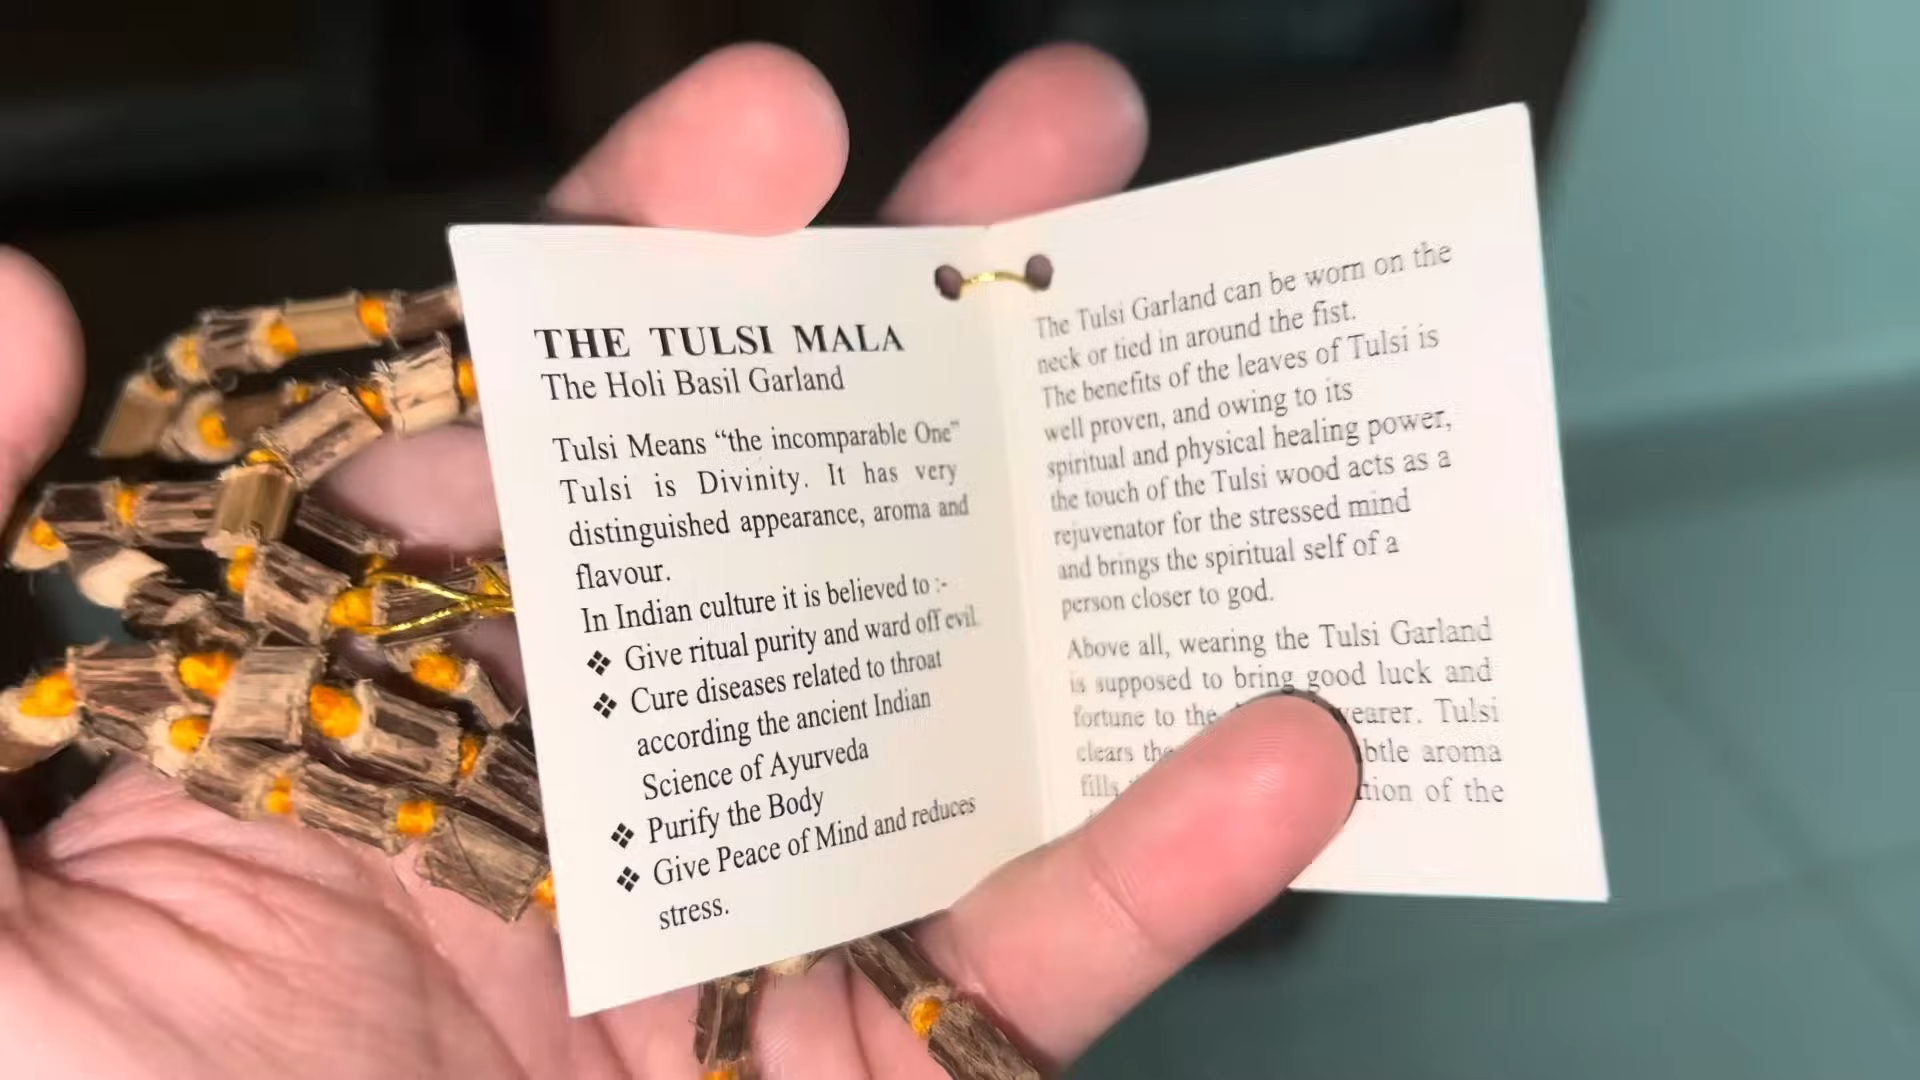 THE TULSI MALA
The Holi Basil Garland
Tulsi Means “the incomparable One”
Tulsi is Divinity. It has very
distinguished appearance, aroma and
flavour.
In Indian culture it is believed to :-
❖ Give ritual purity and ward off evil.
❖ Cure diseases related to throat
according the ancient Indian
Science of Ayurveda
❖ Purify the Body
❖ Give Peace of Mind and reduces
stress.
The Tulsi Garland can be worn on the
neck or tied in around the fist.
The benefits of the leaves of Tulsi is
well proven, and owing to its
spiritual and physical healing power,
the touch of the Tulsi wood acts as a
rejuvenator for the stressed mind
and brings the spiritual self of a
person closer to god.
Above all, wearing the Tulsi Garland
is supposed to bring good luck and
fortune to the Tulsi
clears aroma
fills of the